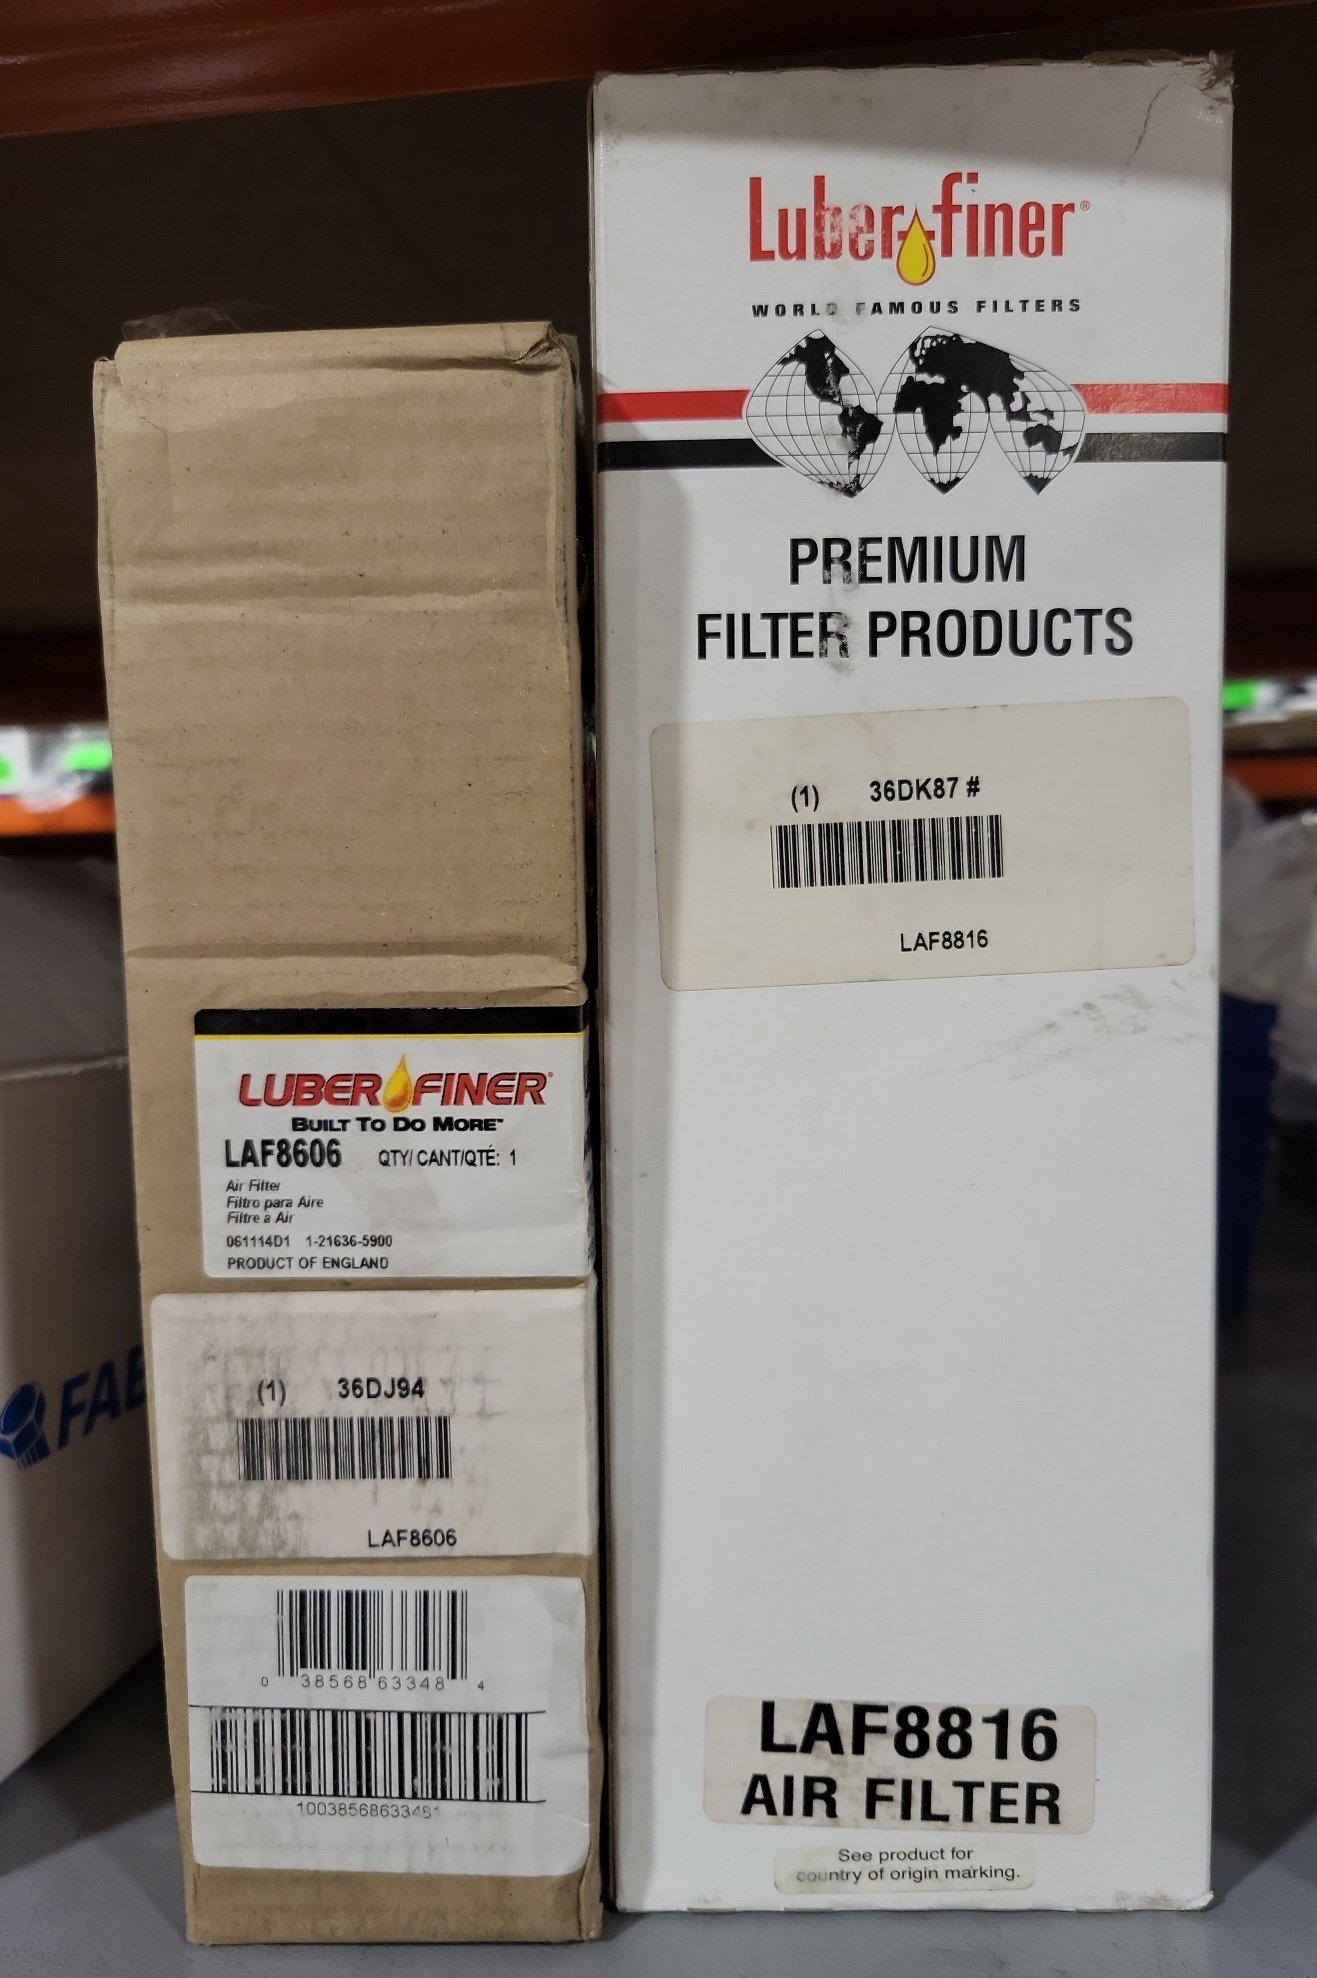 LUBER FINER®
BUILT TO DO MORE™
LAF8606 QTY/ CANT/QTÉ: 1
Air Filter
Filtro para Aire
Filtre à Air
061114D1 1-21636-5900
PRODUCT OF ENGLAND
(1) 36DJ94
LAF8606
0 38568 63348 4
Luber-finer®
WORLD FAMOUS FILTERS
PREMIUM
FILTER PRODUCTS
(1) 36DK87 #
LAF8816
LAF8816
AIR FILTER
See product for
country of origin marking.